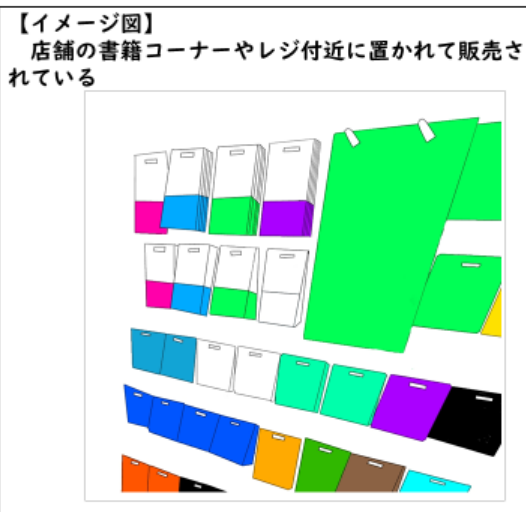 【イメージ図】
　店舗の書籍コーナーやレジ付近に置かれて販売さ
れている